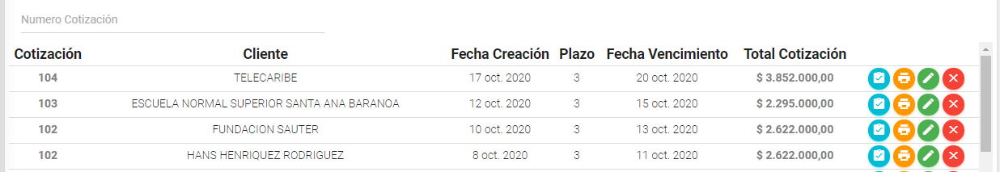 Numero Cotización
Cotización Cliente Fecha Creación Plazo Fecha Vencimiento Total Cotización
104 TELECARIBE 17 oct. 2020 3 20 oct. 2020 $ 3.852.000,00
103 ESCUELA NORMAL SUPERIOR SANTA ANA BARANOA 12 oct. 2020 3 15 oct. 2020 $ 2.295.000,00
102 FUNDACION SAUTER 10 oct. 2020 3 13 oct. 2020 $ 2.622.000,00
102 HANS HENRIQUEZ RODRIGUEZ 8 oct. 2020 3 11 oct. 2020 $ 2.622.000,00